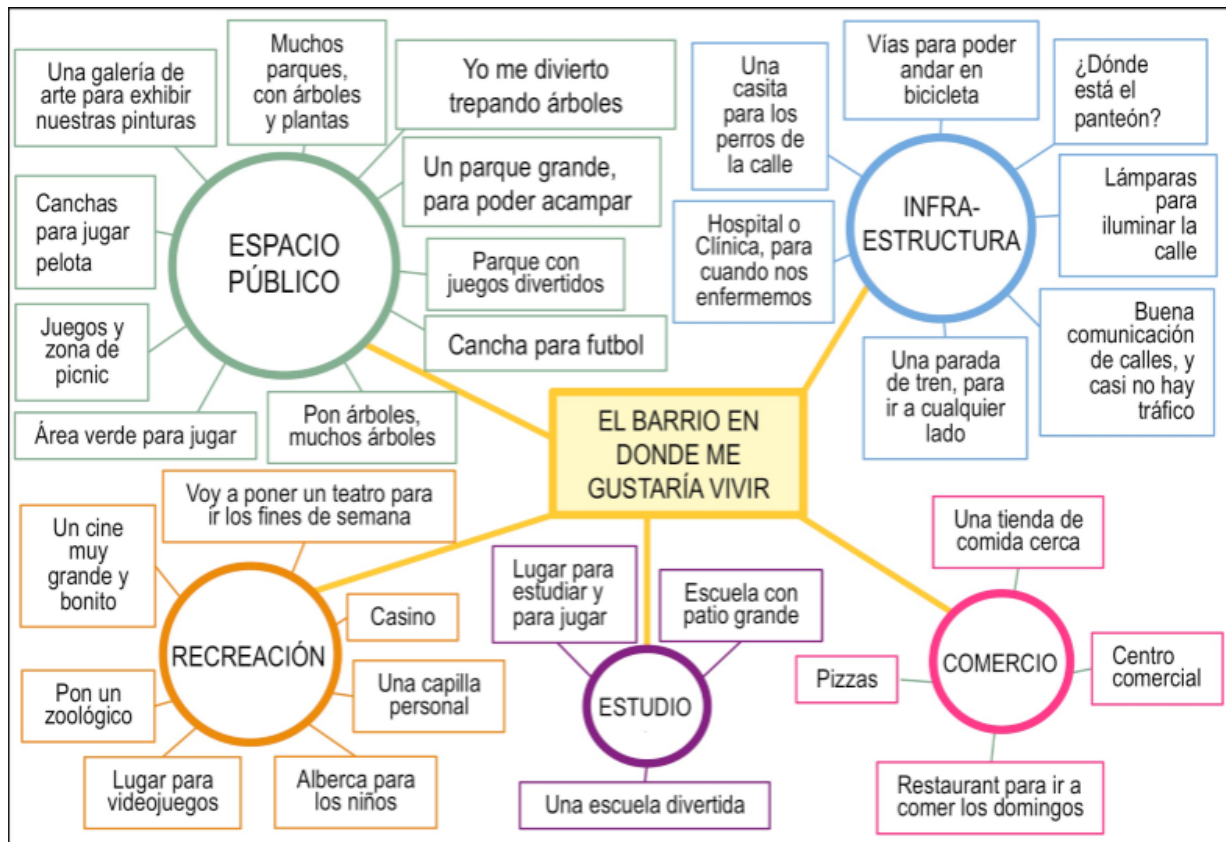 Una galería de
arte para exhibir
nuestras pinturas
Muchos
parques,
con árboles
y plantas
Yo me divierto
trepando árboles
Un parque grande,
para poder acampar
Canchas
para jugar
pelota
ESPACIO
PÚBLICO
Parque con
juegos divertidos
Juegos y
zona de
picnic
Cancha para futbol
Área verde para jugar
Pon árboles,
muchos árboles
Una
casita
para los
perros de
la calle
Vías para poder
andar en
bicicleta
¿Dónde
está el
panteón?
Hospital o
Clínica, para
cuando nos
enfermemos
INFRA-
ESTRUCTURA
Lámparas
para
iluminar la
calle
Una parada
de tren, para
ir a cualquier
lado
Buena
comunicación
de calles, y
casi no hay
tráfico
EL BARRIO EN
DONDE ME
GUSTARÍA VIVIR
Voy a poner un teatro para
ir los fines de semana
Un cine
muy
grande y
bonito
Casino
RECREACIÓN
Pon un
zoológico
Una capilla
personal
Lugar para
videojuegos
Alberca para
los niños
Lugar para
estudiar y
para jugar
Escuela con
patio grande
ESTUDIO
Una escuela divertida
Una tienda de
comida cerca
Pizzas
COMERCIO
Centro
comercial
Restaurant para ir a
comer los domingos